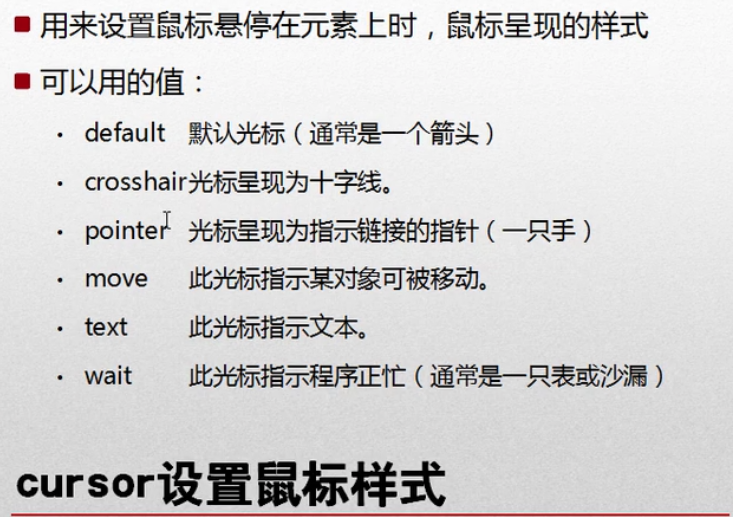 用来设置鼠标悬停在元素上时，鼠标呈现的样式
可以用的值：
default 默认光标（通常是一个箭头）
crosshair光标呈现为十字线。
pointer 光标呈现为指示链接的指针（一只手）
move 此光标指示某对象可被移动。
text 此光标指示文本。
wait 此光标指示程序正忙（通常是一只表或沙漏）
cursor设置鼠标样式